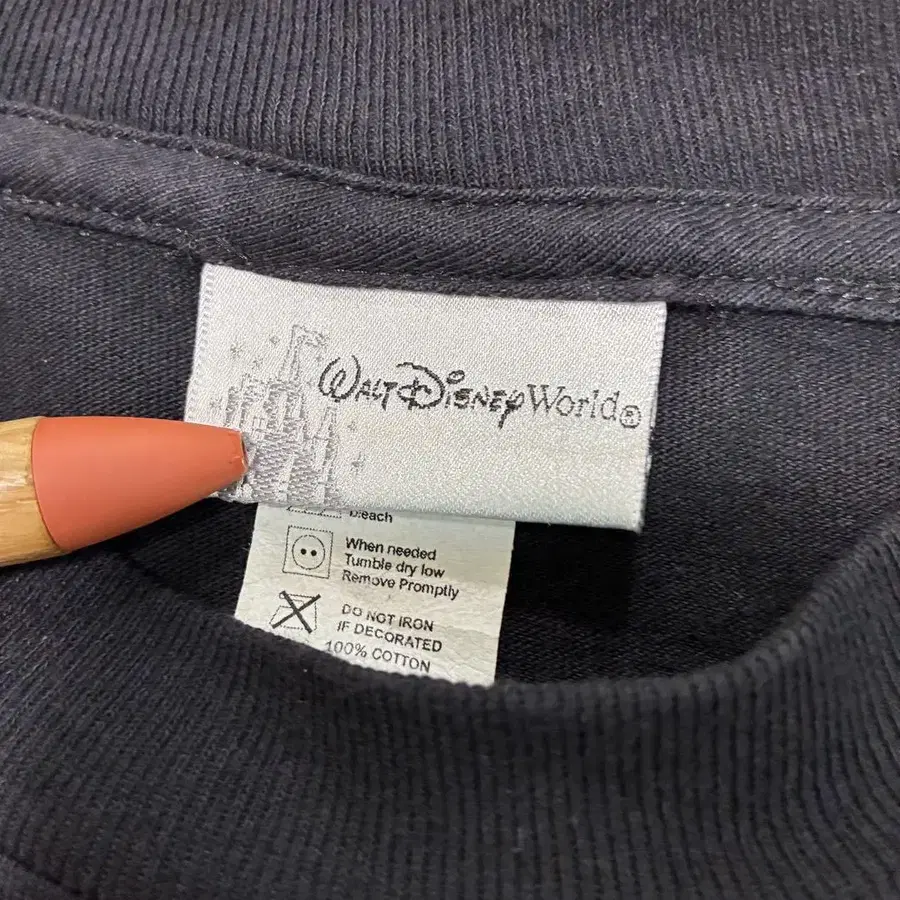 WALT DISNEY World®
bleach
When needed
Tumble dry low
Remove Promptly
DO NOT IRON
IF DECORATED
100% COTTON